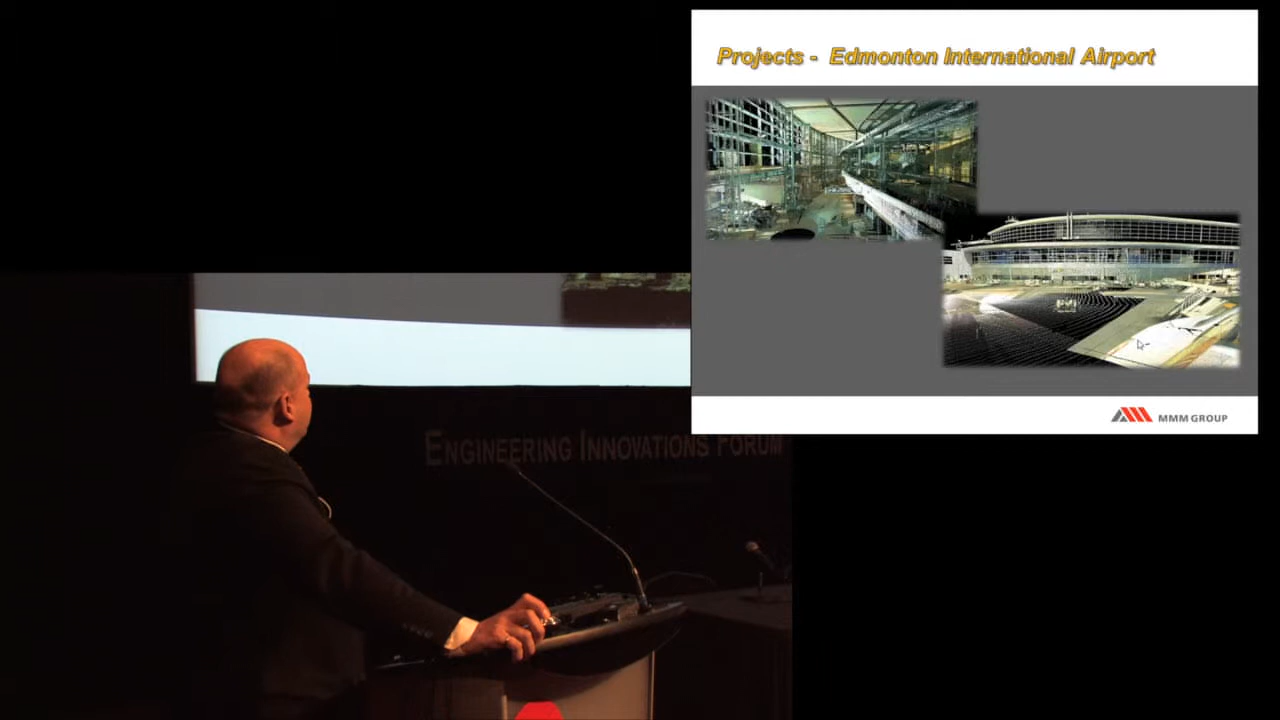 Projects - Edmonton International Airport
MMM GROUP
ENGINEERING INNOVATIONS FORUM